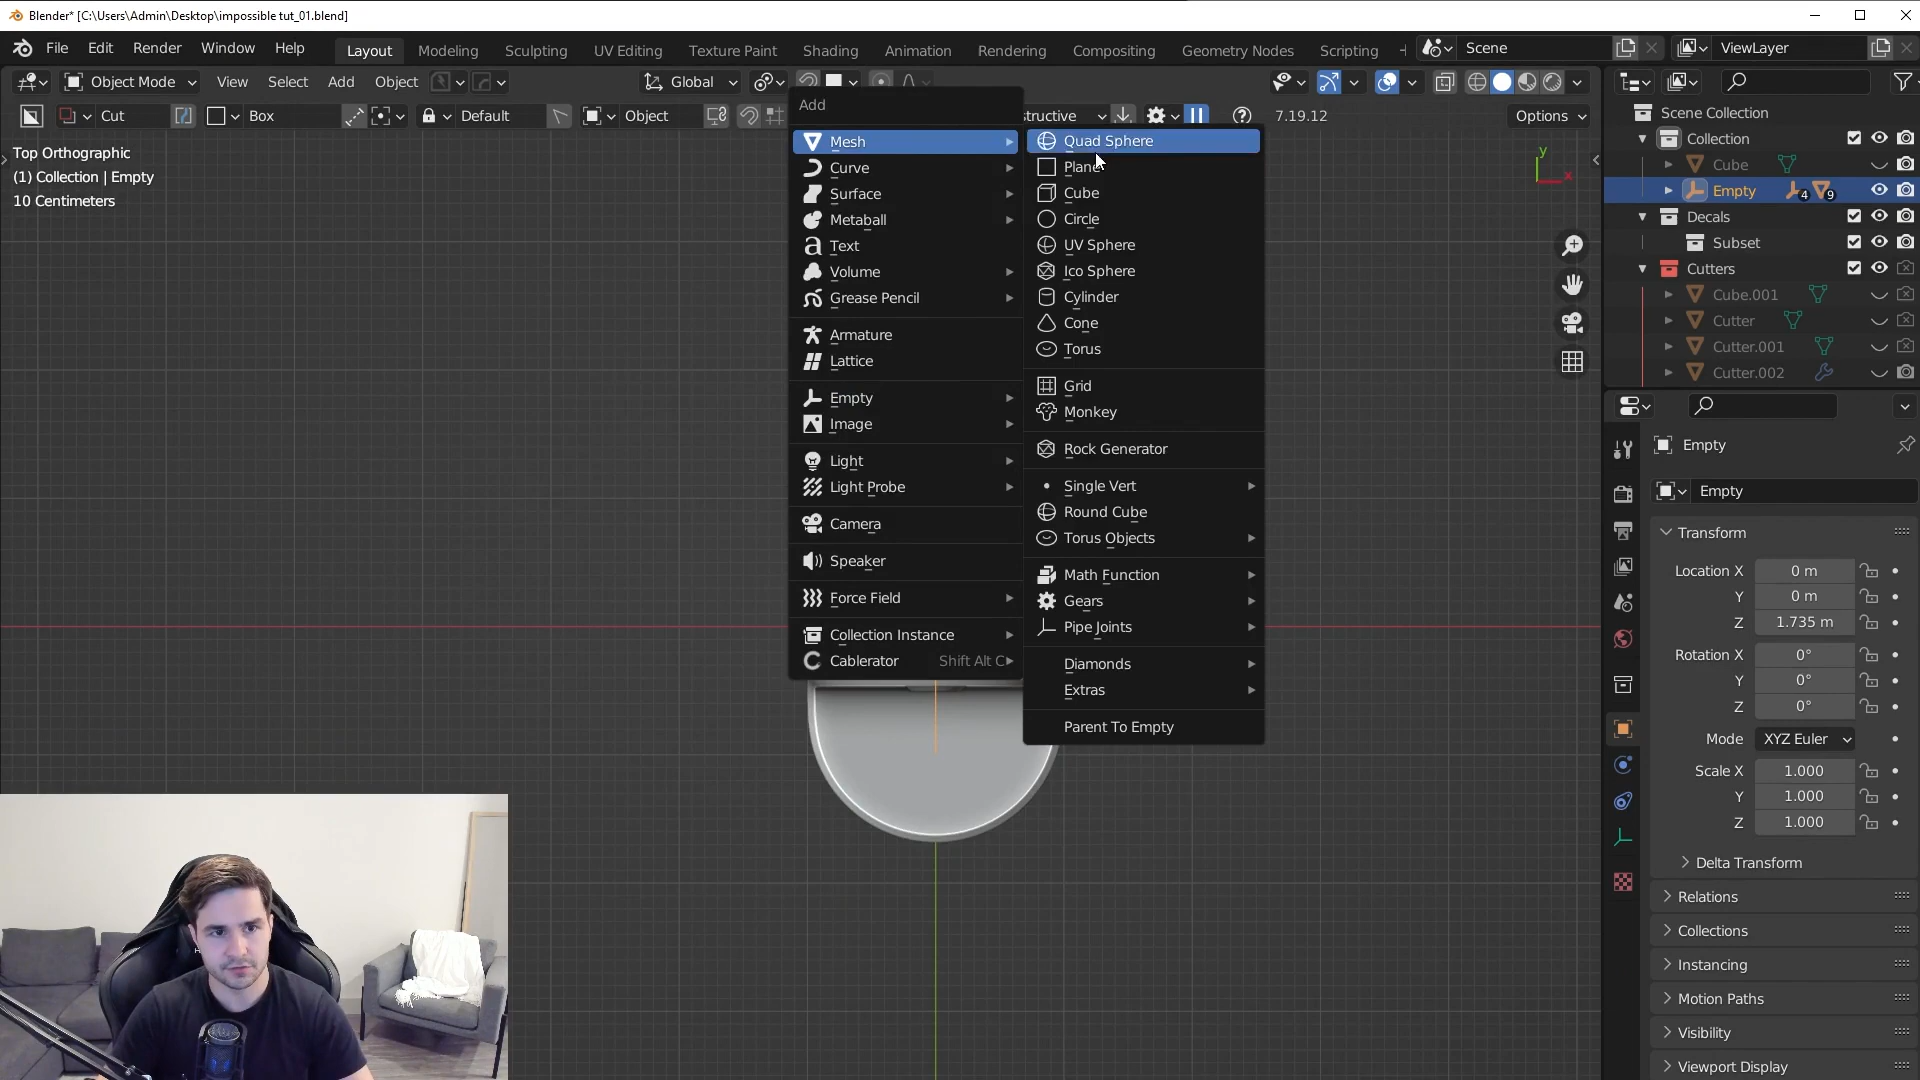 Blender* [C:\Users\Admin\Desktop\impossible tut_01.blend]
File Edit Render Window Help
Layout Modeling Sculpting UV Editing Texture Paint Shading Animation Rendering Compositing Geometry Nodes Scripting +
Scene
ViewLayer
Object Mode View Select Add Object
Global
Cut Box Default Object
structive
7.19.12
Options
Top Orthographic
(1) Collection | Empty
10 Centimeters
Add
Mesh
Curve
Surface
Metaball
Text
Volume
Grease Pencil
Armature
Lattice
Empty
Image
Light
Light Probe
Camera
Speaker
Force Field
Collection Instance
Cablerator Shift Alt C
Quad Sphere
Plane
Cube
Circle
UV Sphere
Ico Sphere
Cylinder
Cone
Torus
Grid
Monkey
Rock Generator
Single Vert
Round Cube
Torus Objects
Math Function
Gears
Pipe Joints
Diamonds
Extras
Parent To Empty
y
x
Scene Collection
Collection
Cube
Empty 4 9
Decals
Subset
Cutters
Cube.001
Cutter
Cutter.001
Cutter.002
Empty
Empty
Transform
Location X 0 m
Y 0 m
Z 1.735 m
Rotation X 0°
Y 0°
Z 0°
Mode XYZ Euler
Scale X 1.000
Y 1.000
Z 1.000
Delta Transform
Relations
Collections
Instancing
Motion Paths
Visibility
Viewport Display